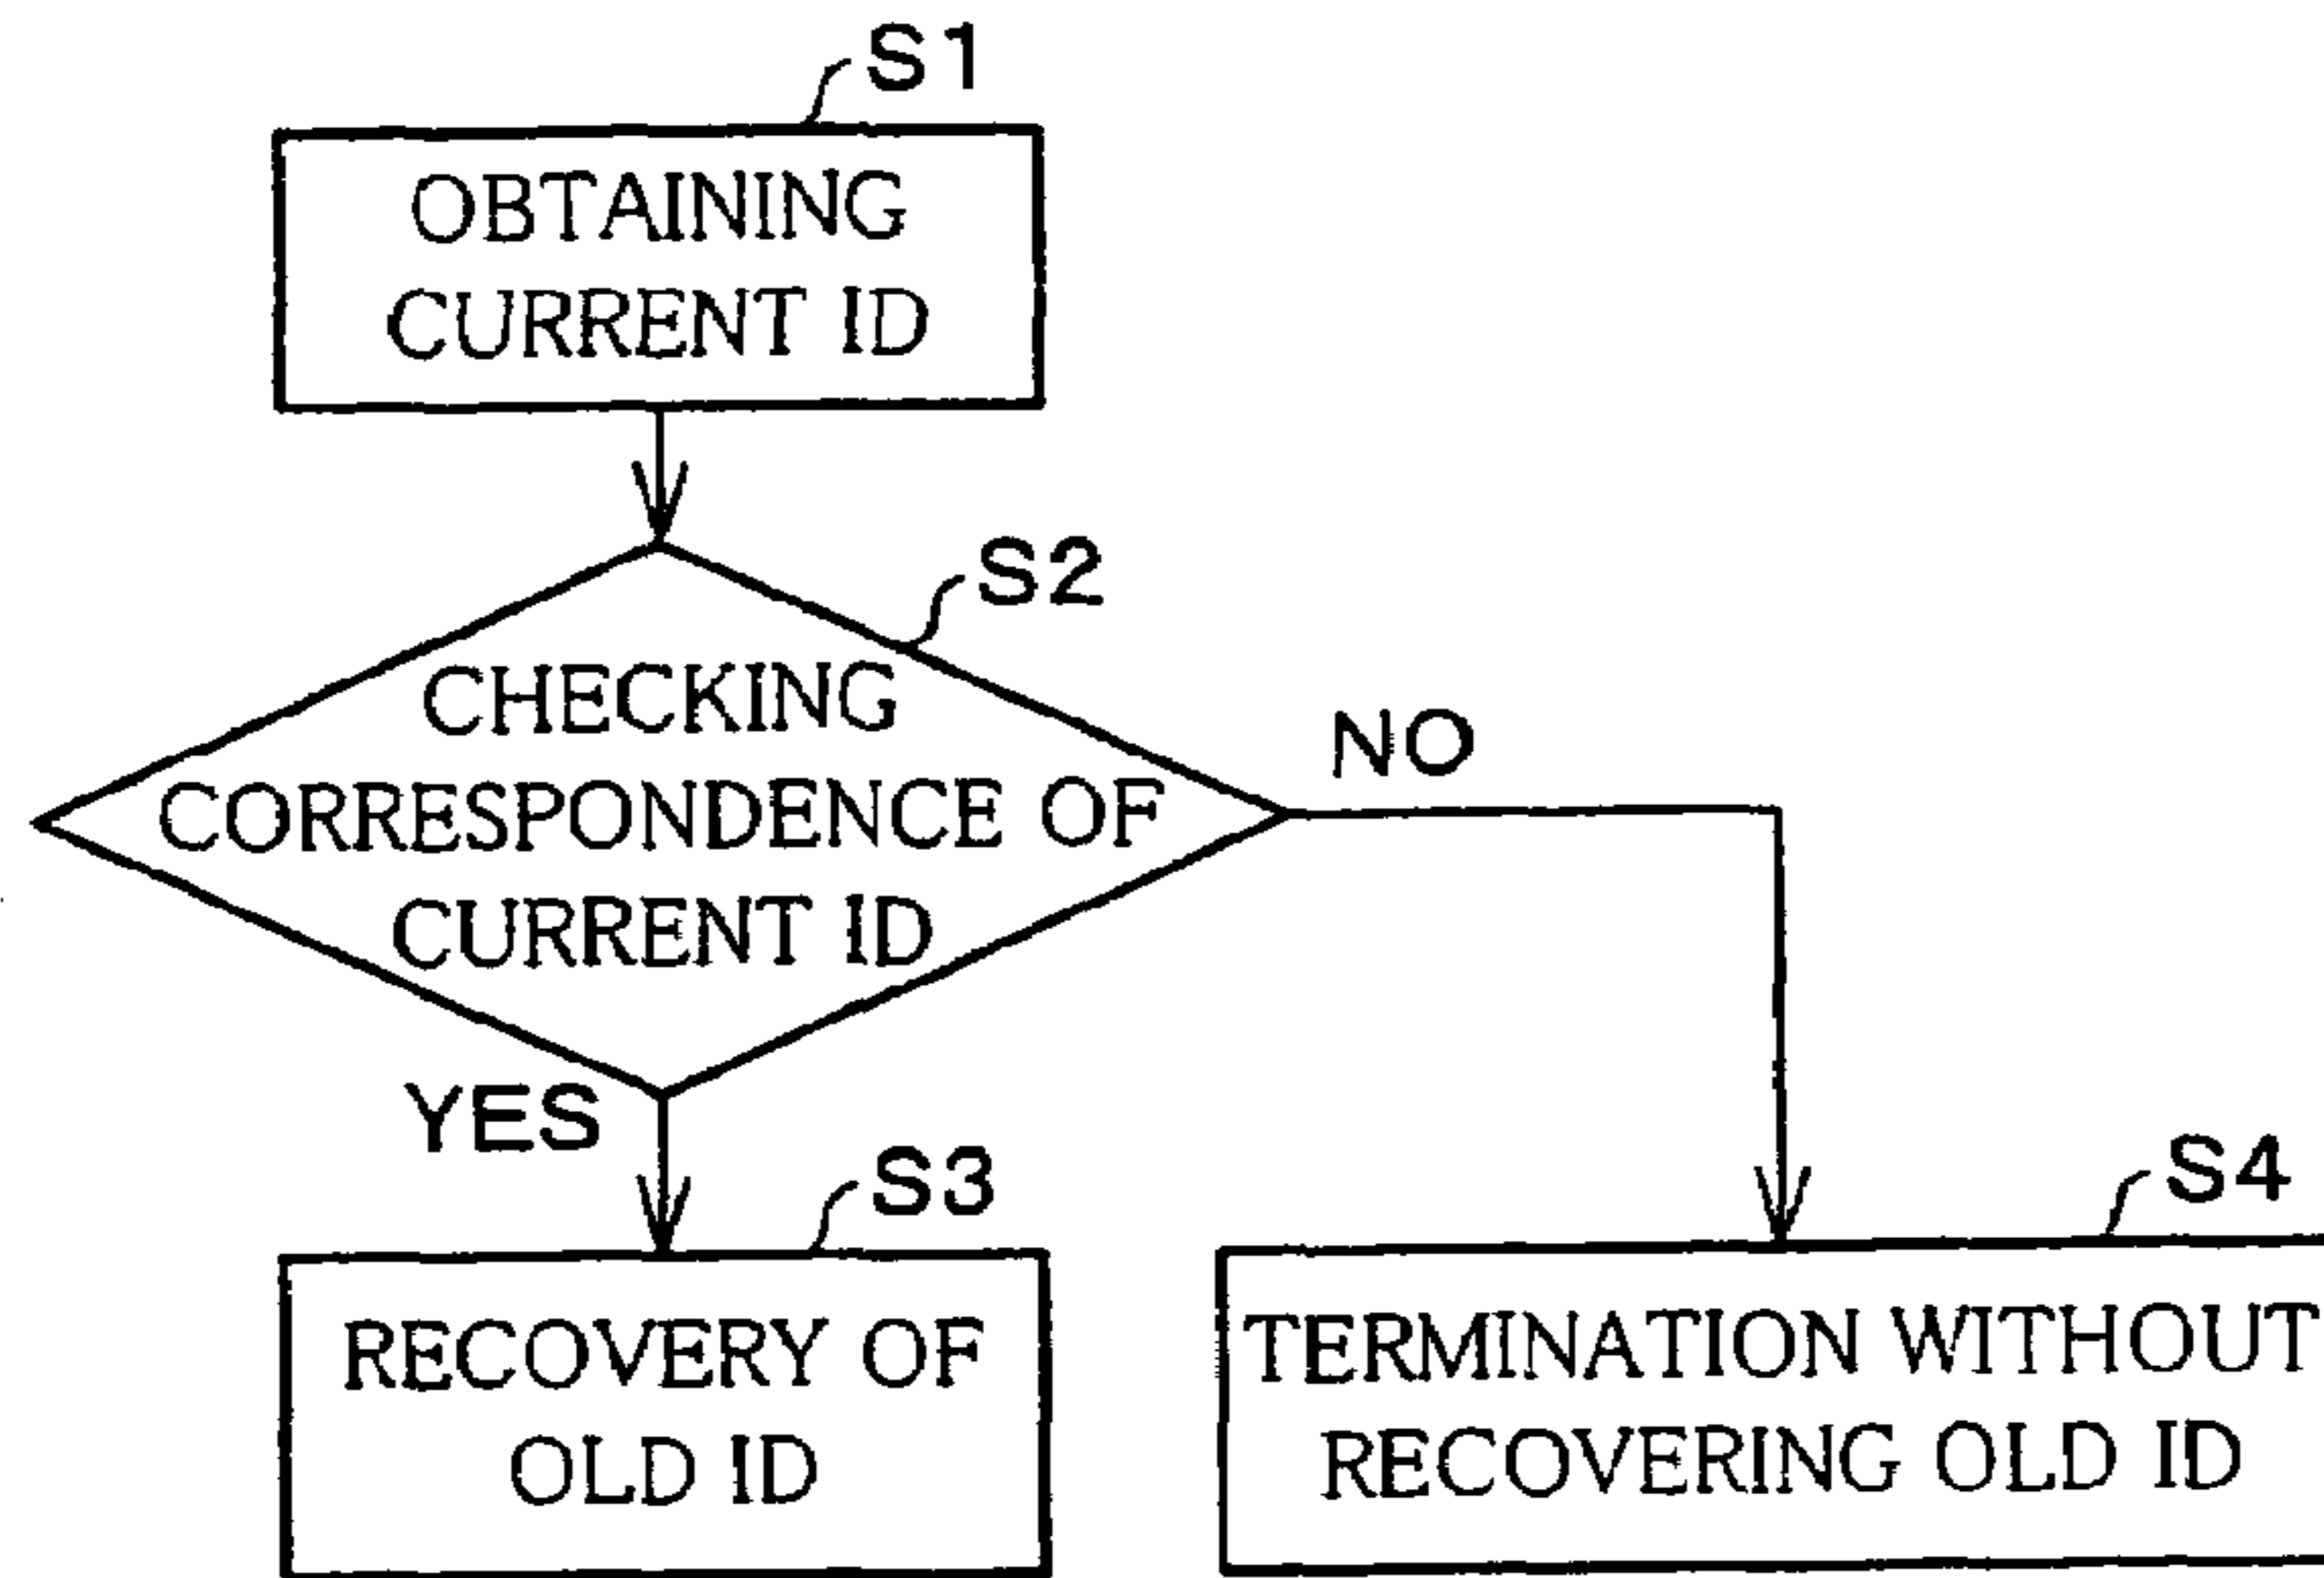 S1
OBTAINING
CURRENT ID
S2
CHECKING
CORRESPONDENCE OF
CURRENT ID
NO
YES
S3
RECOVERY OF
OLD ID
S4
TERMINATION WITHOUT
RECOVERING OLD ID